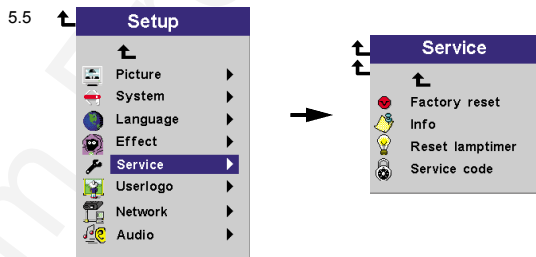 5.5
Setup
Picture
System
Language
Effect
Service
Userlogo
Network
Audio
Service
Factory reset
Info
Reset lamptimer
Service code